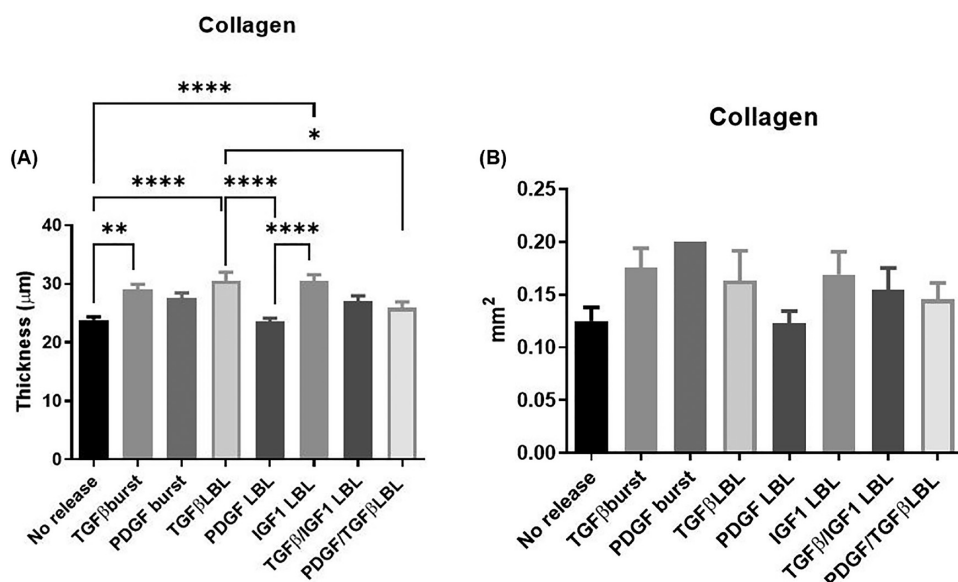 Collagen
(A)
****
*
**** ****
** ****
Thickness (μm)
40
30
20
10
0
No release
TGFβburst
PDGF burst
TGFβLBL
PDGF LBL
IGF1 LBL
TGFβ/IGF1 LBL
PDGF/TGFβLBL
Collagen
(B)
mm²
0.25
0.20
0.15
0.10
0.05
0.00
No release
TGFβburst
PDGF burst
TGFβLBL
PDGF LBL
IGF1 LBL
TGFβ/IGF1 LBL
PDGF/TGFβLBL